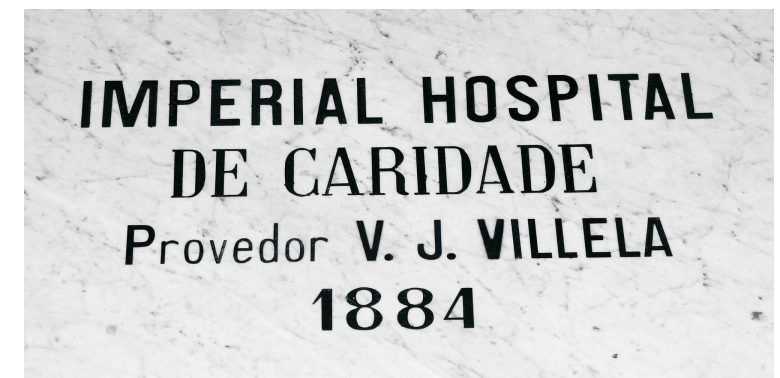 IMPERIAL HOSPITAL
DE CARIDADE
Provedor V. J. VILLELA
1884